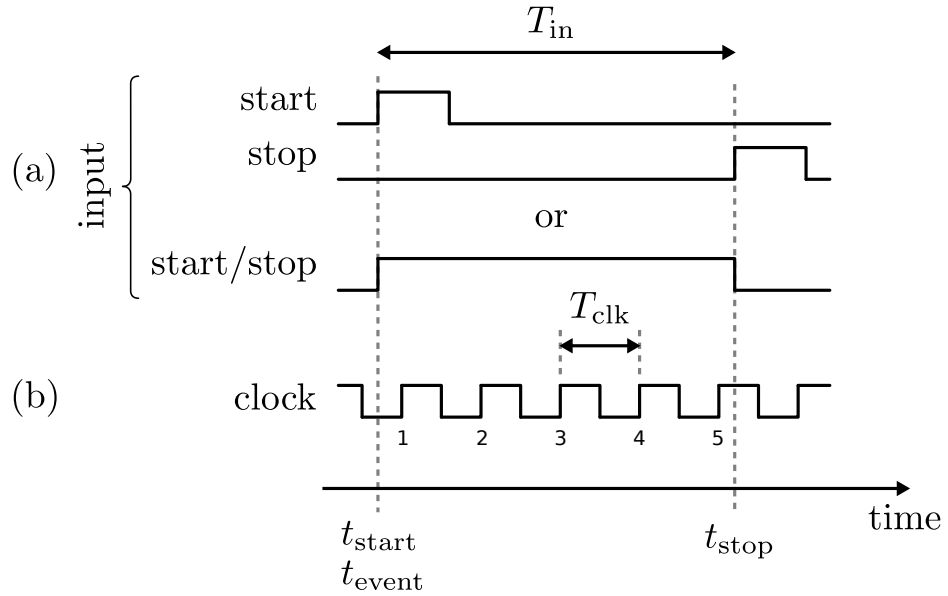 T_in
(a)
input
start
stop
or
start/stop
T_clk
(b)
clock
1 2 3 4 5
time
t_start
t_event
t_stop